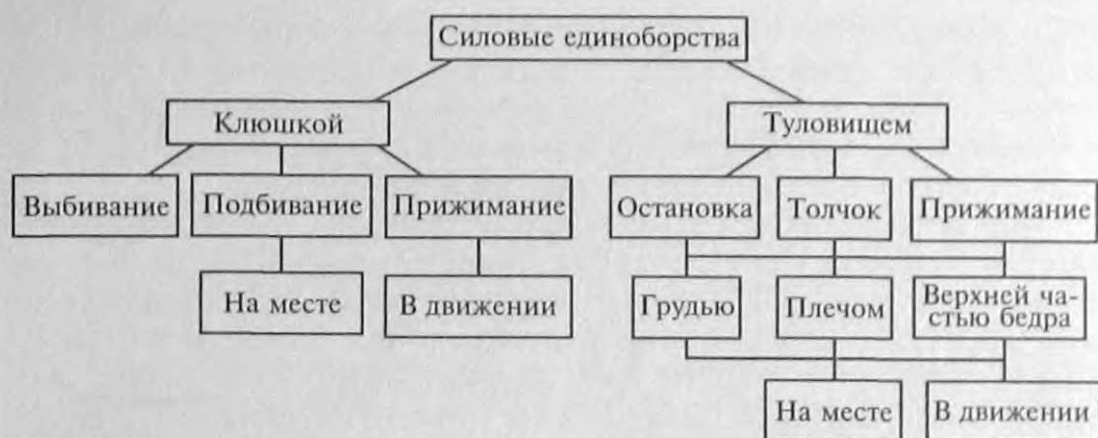 Силовые единоборства
Клюшкой
Туловищем
Выбивание
Подбивание
Прижимание
Остановка
Толчок
Прижимание
На месте
В движении
Грудью
Плечом
Верхней ча-
стью бедра
На месте
В движении